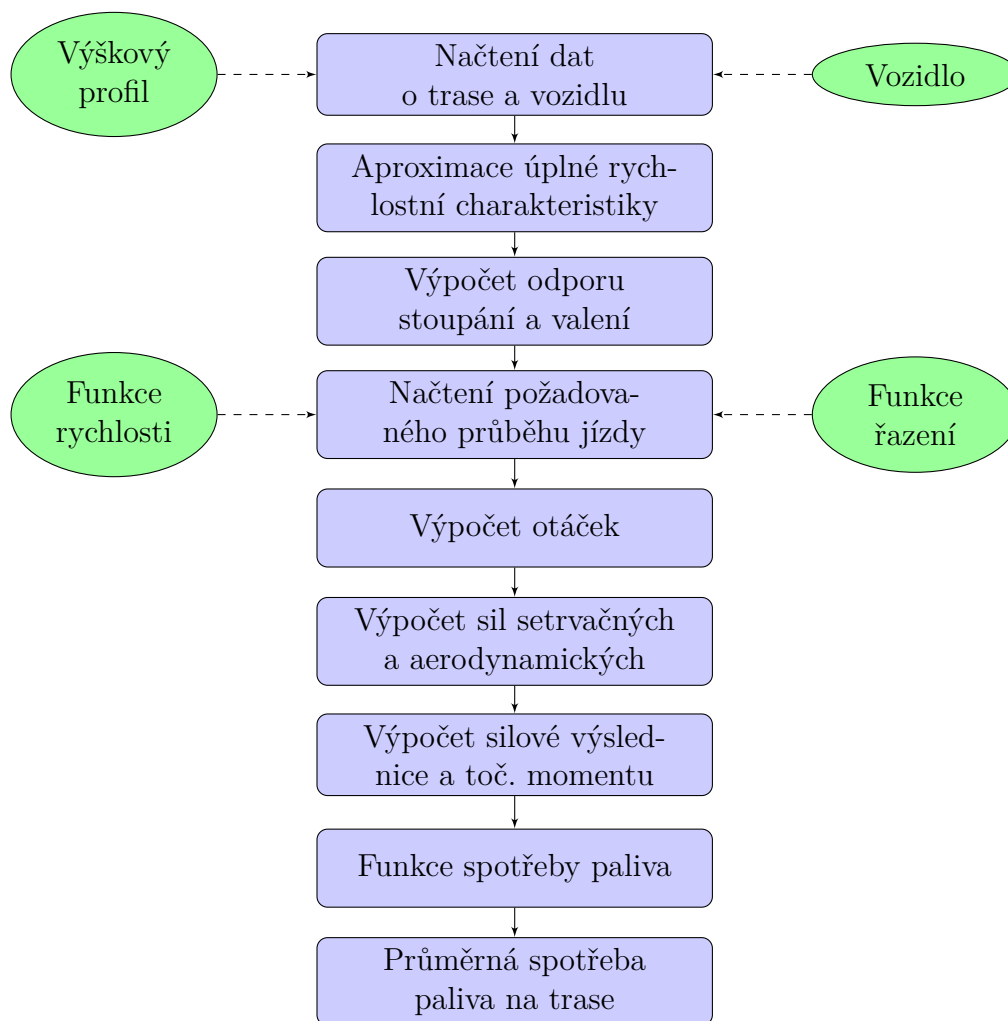 Výškový
profil
Načtení dat
o trase a vozidlu
Vozidlo
Aproximace úplné rych-
lostní charakteristiky
Výpočet odporu
stoupání a valení
Funkce
rychlosti
Načtení požadova-
ného průběhu jízdy
Funkce
řazení
Výpočet otáček
Výpočet sil setrvačných
a aerodynamických
Výpočet silové výsled-
nice a toč. momentu
Funkce spotřeby paliva
Průměrná spotřeba
paliva na trase